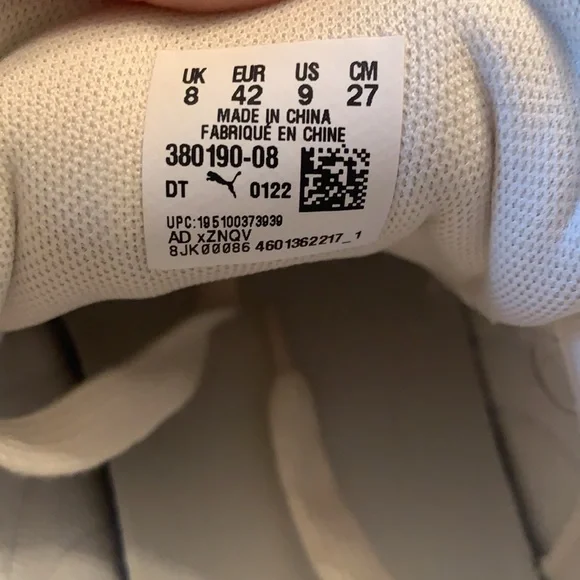 UK EUR US CM
8 42 9 27
MADE IN CHINA
FABRIQUÉ EN CHINE
380190-08
DT 0122
UPC:195100373939
AD xZNQV
8JK00086 4601362217_1